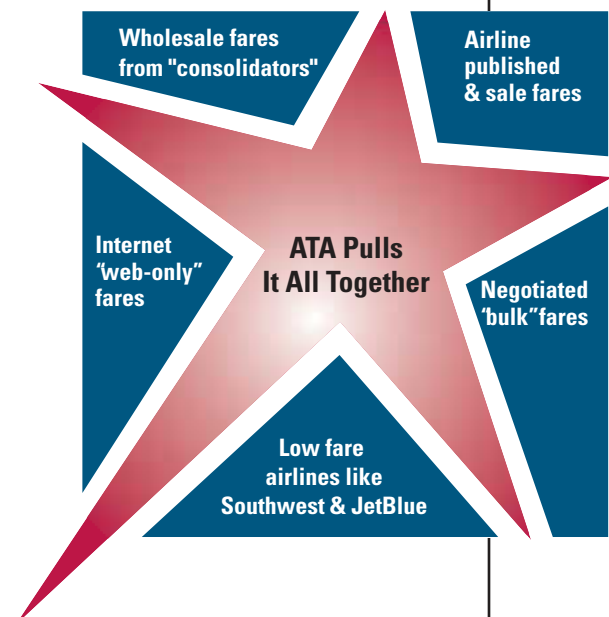 Wholesale fares
from "consolidators"
Airline
published
& sale fares
Internet
“web-only”
fares
ATA Pulls
It All Together
Negotiated
“bulk” fares
Low fare
airlines like
Southwest & JetBlue